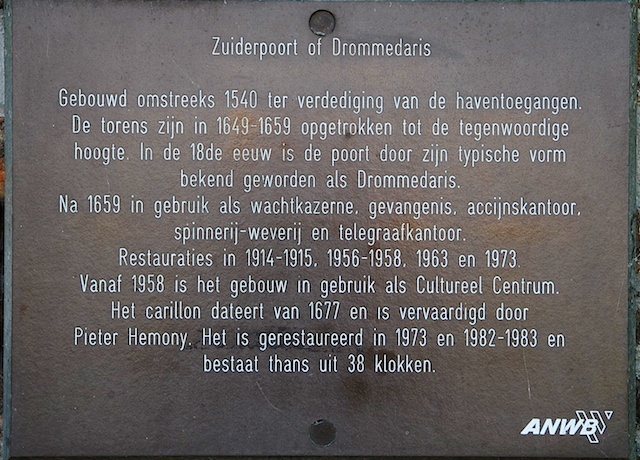 Zuiderpoort of Drommedaris
Gebouwd omstreeks 1540 ter verdediging van de haventoegangen.
De torens zijn in 1649-1659 opgetrokken tot de tegenwoordige
hoogte. In de 18de eeuw is de poort door zijn typische vorm
bekend geworden als Drommedaris.
Na 1659 in gebruik als wachtkazerne, gevangenis, accijnskantoor,
spinnerij-weverij en telegraafkantoor.
Restauraties in 1914-1915, 1956-1958, 1963 en 1973.
Vanaf 1958 is het gebouw in gebruik als Cultureel Centrum.
Het carillon dateert van 1677 en is vervaardigd door
Pieter Hemony. Het is gerestaureerd in 1973 en 1982-1983 en
bestaat thans uit 38 klokken.
ANWB